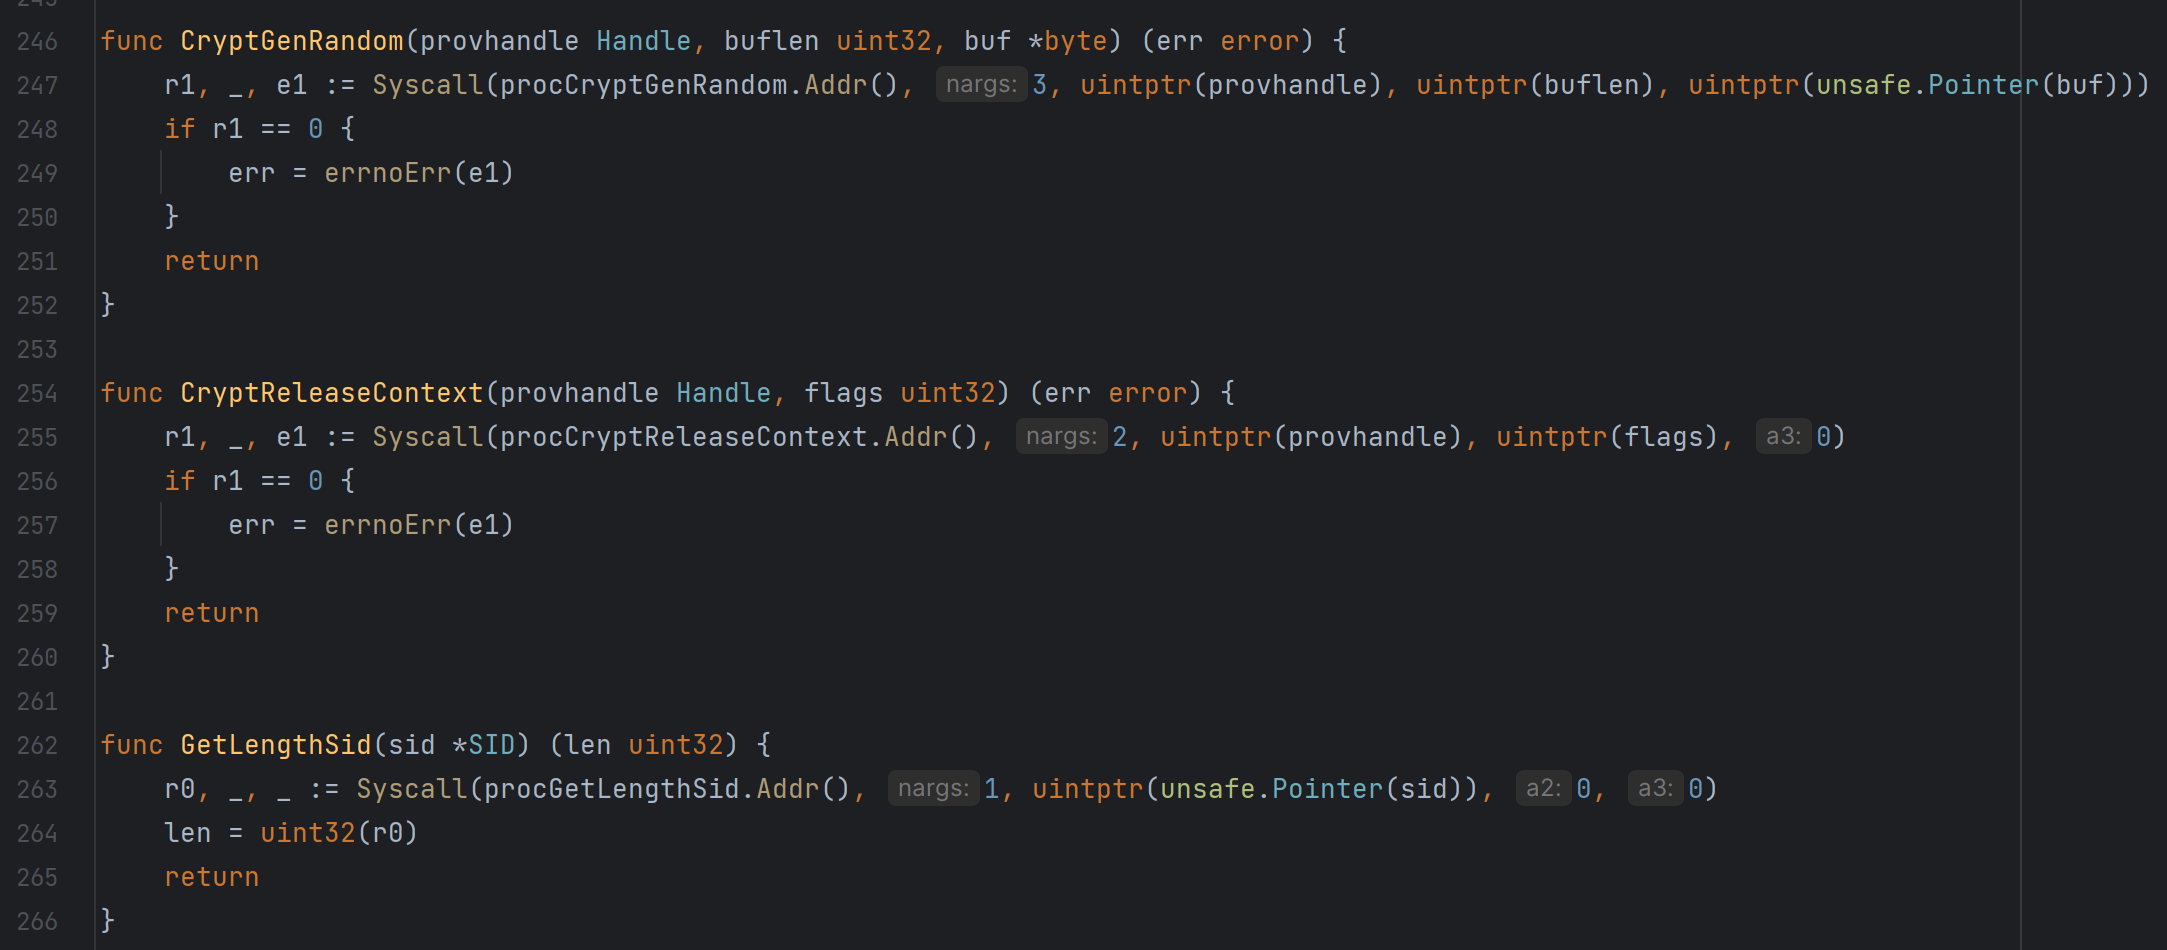 246 func CryptGenRandom(provhandle Handle, buflen uint32, buf *byte) (err error) {
247     r1, _, e1 := Syscall(procCryptGenRandom.Addr(), nargs: 3, uintptr(provhandle), uintptr(buflen), uintptr(unsafe.Pointer(buf)))
248     if r1 == 0 {
249         err = errnoErr(e1)
250     }
251     return
252 }
253
254 func CryptReleaseContext(provhandle Handle, flags uint32) (err error) {
255     r1, _, e1 := Syscall(procCryptReleaseContext.Addr(), nargs: 2, uintptr(provhandle), uintptr(flags), a3: 0)
256     if r1 == 0 {
257         err = errnoErr(e1)
258     }
259     return
260 }
261
262 func GetLengthSid(sid *SID) (len uint32) {
263     r0, _, _ := Syscall(procGetLengthSid.Addr(), nargs: 1, uintptr(unsafe.Pointer(sid)), a2: 0, a3: 0)
264     len = uint32(r0)
265     return
266 }